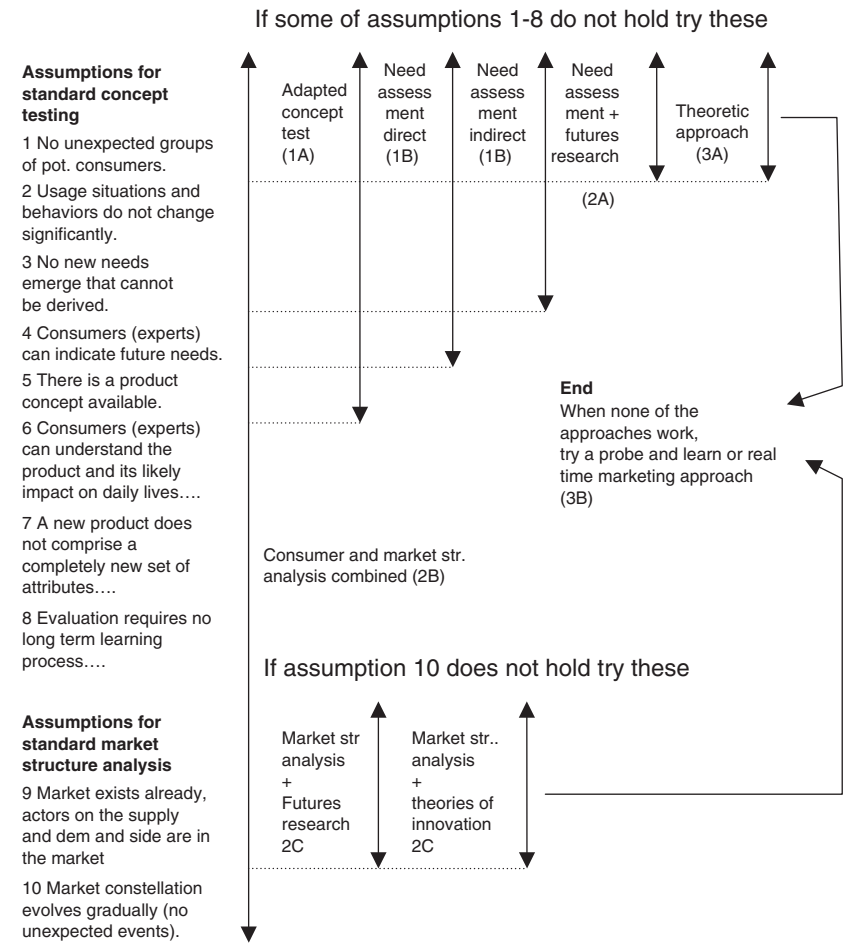 If some of assumptions 1-8 do not hold try these
Assumptions for
standard concept
testing
1 No unexpected groups
of pot. consumers.
2 Usage situations and
behaviors do not change
significantly.
3 No new needs
emerge that cannot
be derived.
4 Consumers (experts)
can indicate future needs.
5 There is a product
concept available.
6 Consumers (experts)
can understand the
product and its likely
impact on daily lives….
7 A new product does
not comprise a
completely new set of
attributes….
8 Evaluation requires no
long term learning
process….
Adapted
concept
test
(1A)
Need
assess
ment
direct
(1B)
Need
assess
ment
indirect
(1B)
Need
assess
ment +
futures
research
(2A)
Theoretic
approach
(3A)
End
When none of the
approaches work,
try a probe and learn or real
time marketing approach
(3B)
Consumer and market str.
analysis combined (2B)
If assumption 10 does not hold try these
Assumptions for
standard market
structure analysis
9 Market exists already,
actors on the supply
and dem and side are in
the market
10 Market constellation
evolves gradually (no
unexpected events).
Market str
analysis
+
Futures
research
2C
Market str..
analysis
+
theories of
innovation
2C